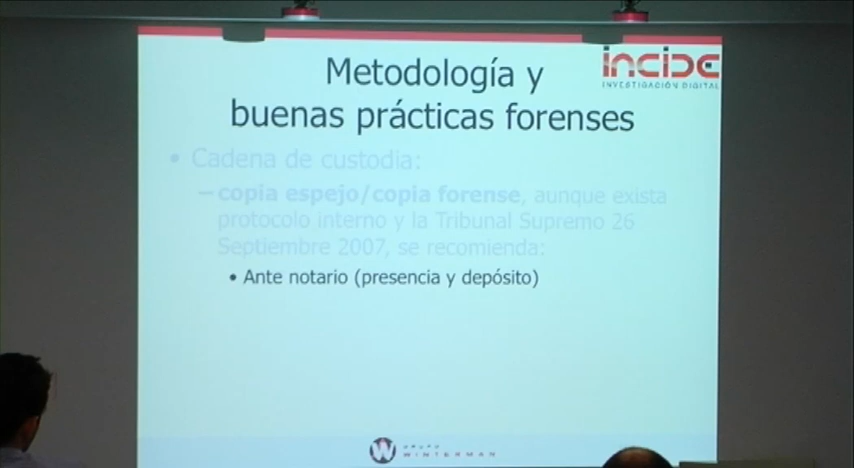 Metodología y
buenas prácticas forenses
INCIDE
INVESTIGACIÓN DIGITAL
• Cadena de custodia:
– copia espejo/copia forense, aunque exista
protocolo interno y la Tribunal Supremo 26
Septiembre 2007, se recomienda:
• Ante notario (presencia y depósito)
W
GRUPO
WINTERMAN